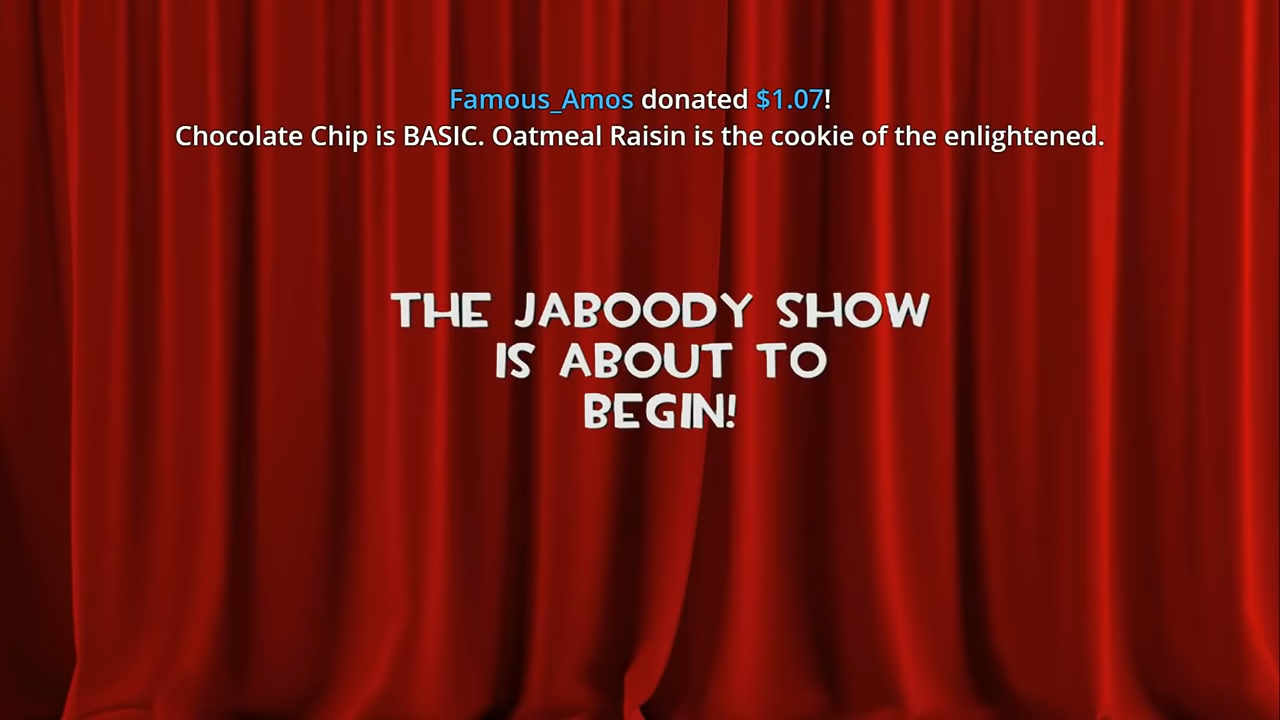 Famous_Amos donated $1.07!
Chocolate Chip is BASIC. Oatmeal Raisin is the cookie of the enlightened.
THE JABOODY SHOW
IS ABOUT TO
BEGIN!